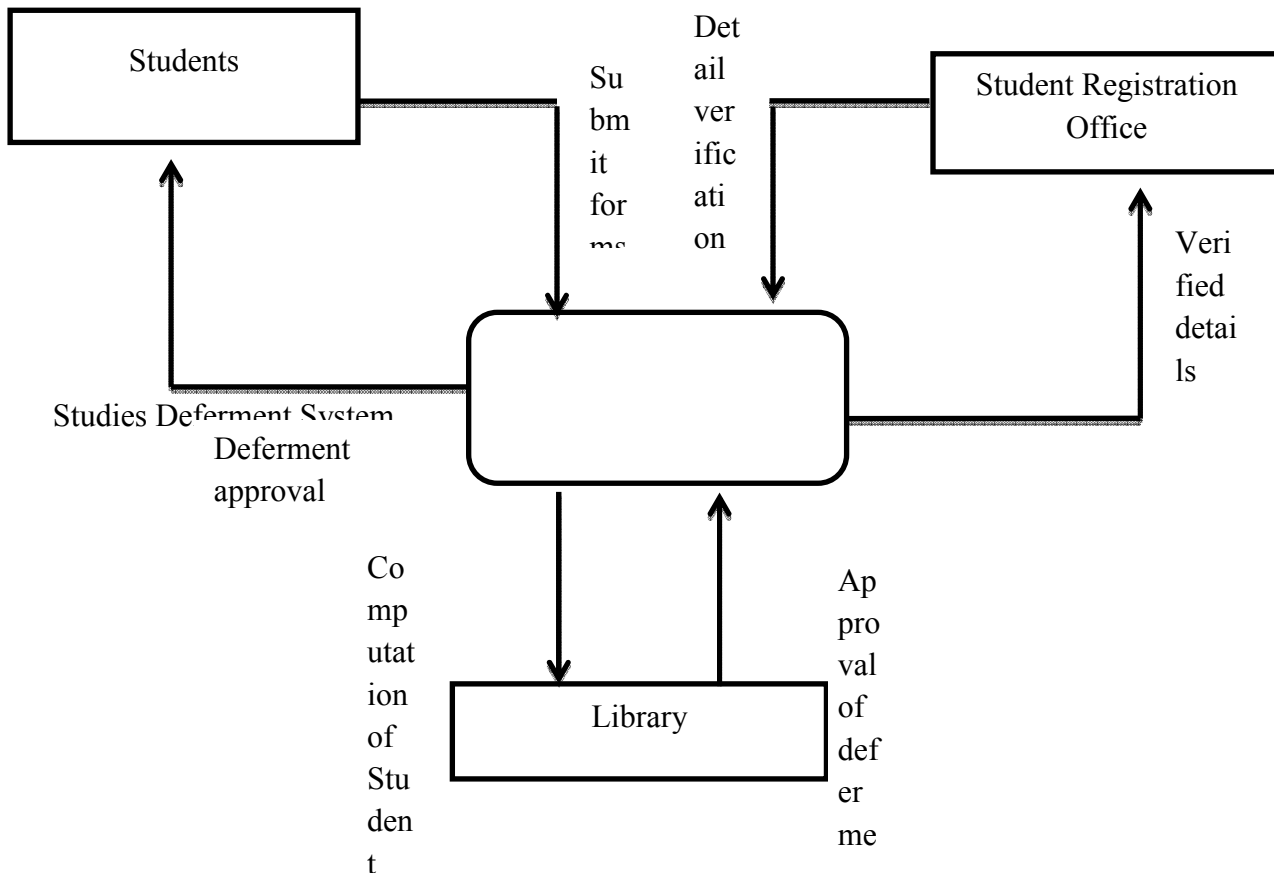 Students
Su
bm
it
for
ms
Det
ail
ver
ific
ati
on
Student Registration
Office
Veri
fied
detai
ls
Studies Deferment System
Deferment
approval
Co
mp
utat
ion
of
Stu
den
t
Library
Ap
pro
val
of
def
er
me